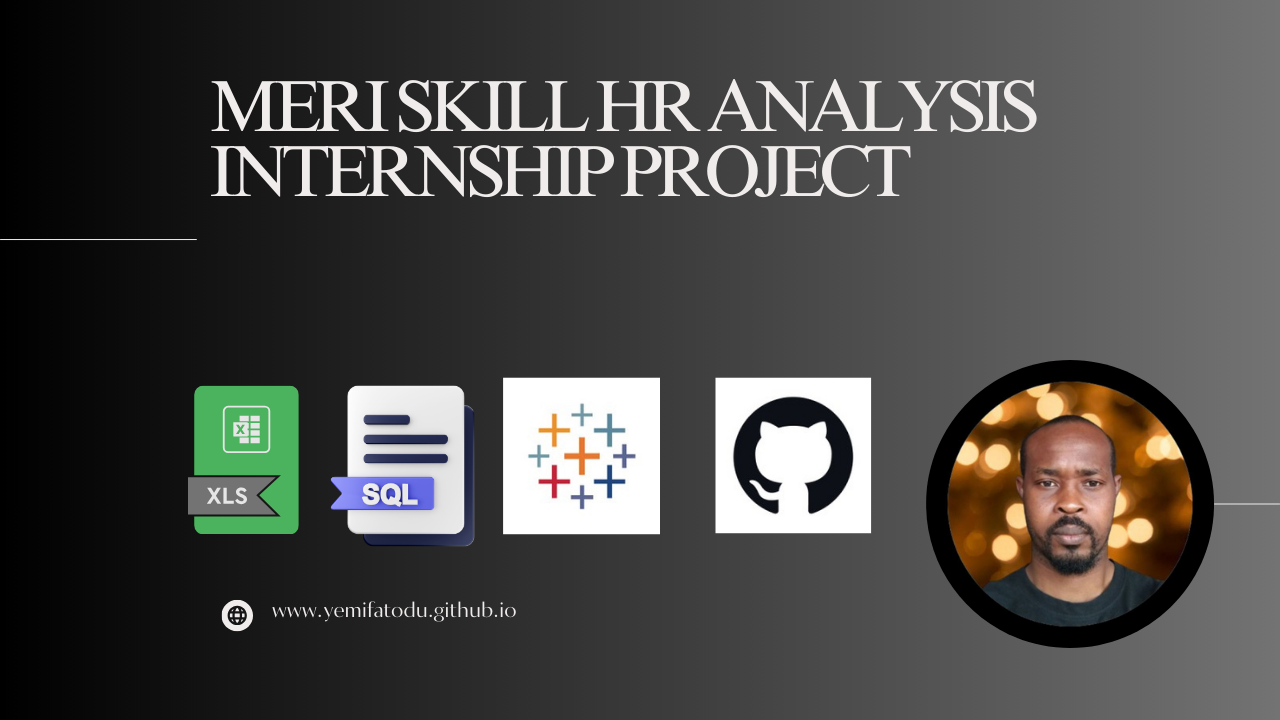 MERI SKILL HR ANALYSIS
INTERNSHIP PROJECT
XLS
SQL
www.yemifatodu.github.io